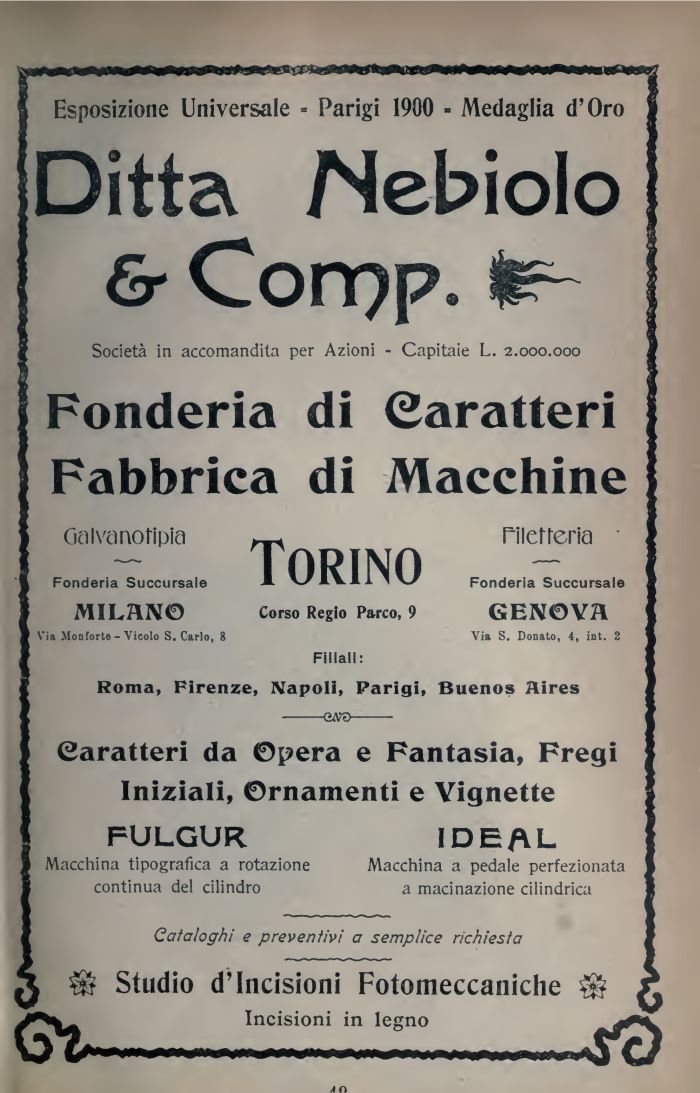 Esposizione Universale - Parigi 1900 - Medaglia d'Oro
Ditta Nebiolo
& Comp.
Società in accomandita per Azioni - Capitaie L. 2.000.000
Fonderia di Caratteri
Fabbrica di Macchine
Galvanotipia
Fonderia Succursale
MILANO
Via Monforte - Vicolo S. Carlo, 8
TORINO
Corso Regio Parco, 9
Filetteria
Fonderia Succursale
GENOVA
Via S. Donato, 4, int. 2
Filiali:
Roma, Firenze, Napoli, Parigi, Buenos Aires
Caratteri da Opera e Fantasia, Fregi
Iniziali, Ornamenti e Vignette
FULGUR
Macchina tipografica a rotazione
continua del cilindro
IDEAL
Macchina a pedale perfezionata
a macinazione cilindrica
Cataloghi e preventivi a semplice richiesta
Studio d'Incisioni Fotomeccaniche
Incisioni in legno